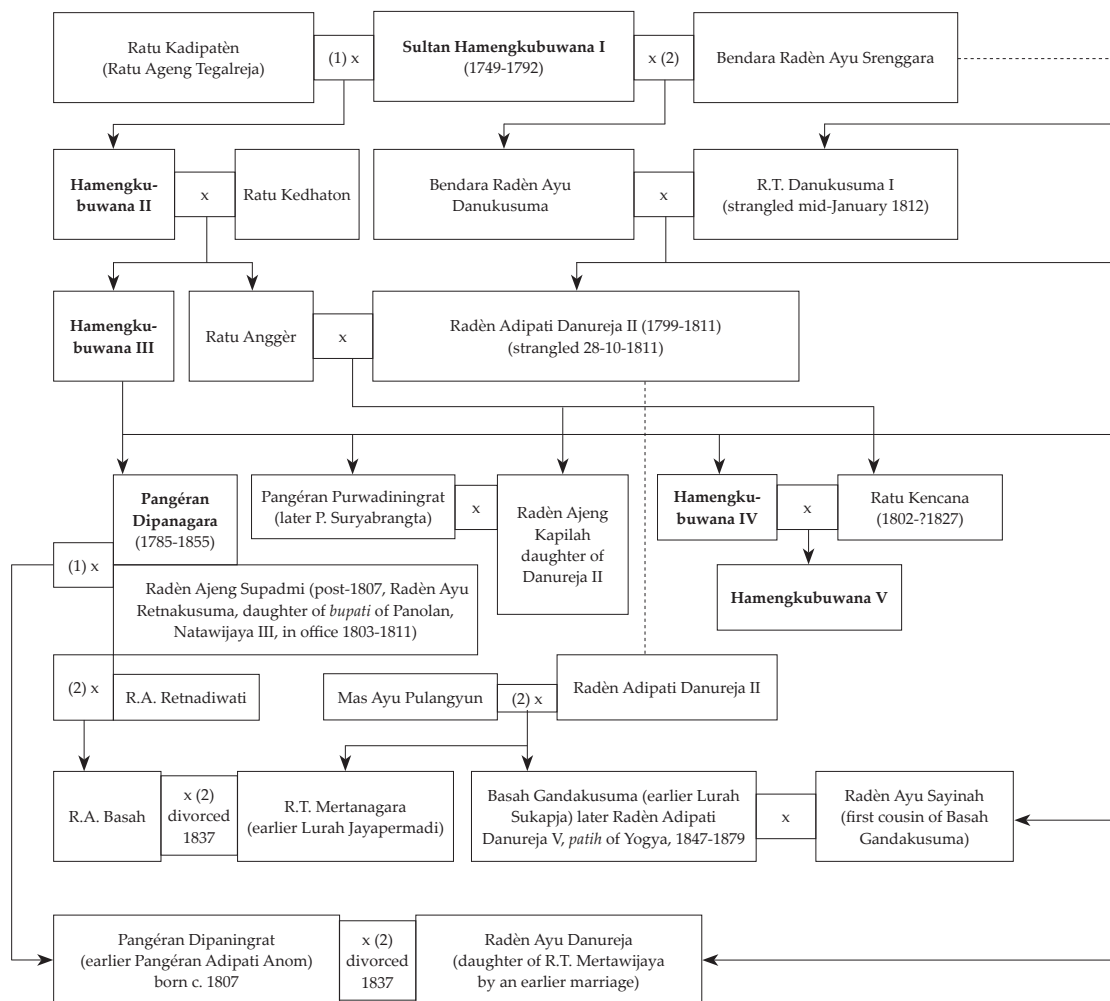 Ratu Kadipatèn
(Ratu Ageng Tegalreja)
(1) x
Sultan Hamengkubuwana I
(1749-1792)
x (2)
Bendara Radèn Ayu Srenggara
Hamengku-
buwana II
x
Ratu Kedhaton
Bendara Radèn Ayu
Danukusuma
x
R.T. Danukusuma I
(strangled mid-January 1812)
Hamengku-
buwana III
Ratu Anggèr
x
Radèn Adipati Danureja II (1799-1811)
(strangled 28-10-1811)
Pangéran
Dipanagara
(1785-1855)
Pangéran Purwadiningrat
(later P. Suryabrangta)
x
Radèn Ajeng
Kapilah
daughter of
Danureja II
Hamengku-
buwana IV
x
Ratu Kencana
(1802-?1827)
(1) x
Radèn Ajeng Supadmi (post-1807, Radèn Ayu
Retnakusuma, daughter of bupati of Panolan,
Natawijaya III, in office 1803-1811)
Hamengkubuwana V
(2) x
R.A. Retnadiwati
Mas Ayu Pulangyun
(2) x
Radèn Adipati Danureja II
R.A. Basah
x (2)
divorced
1837
R.T. Mertanagara
(earlier Lurah Jayapermadi)
Basah Gandakusuma (earlier Lurah
Sukapja) later Radèn Adipati
Danureja V, patih of Yogya, 1847-1879
x
Radèn Ayu Sayinah
(first cousin of Basah
Gandakusuma)
Pangéran Dipaningrat
(earlier Pangéran Adipati Anom)
born c. 1807
x (2)
divorced
1837
Radèn Ayu Danureja
(daughter of R.T. Mertawijaya
by an earlier marriage)